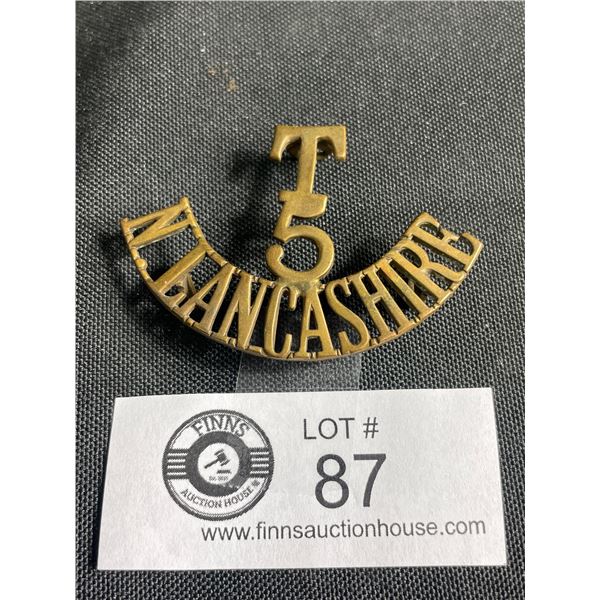 T
5
N. LANCASHIRE
FINNS
AUCTION HOUSE
LOT #
87
www.finnsauctionhouse.com